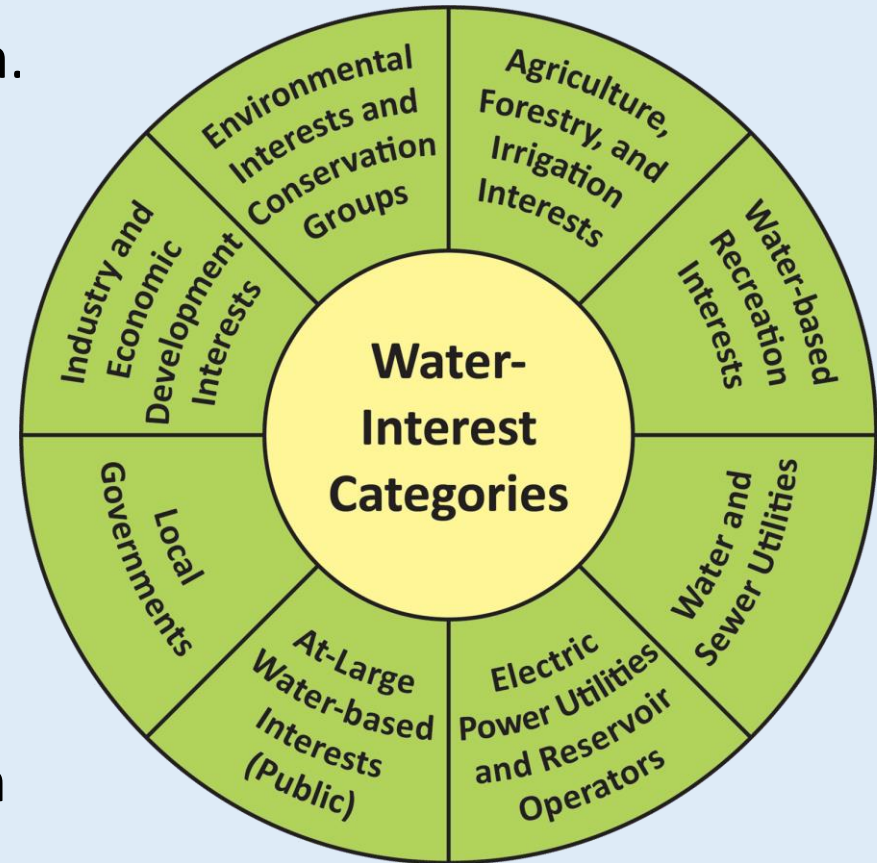 n.
Environmental
Interests and
Conservation
Groups
Agriculture,
Forestry, and
Irrigation
Interests
Water-based
Recreation
Interests
Water and
Sewer Utilities
Electric
Power Utilities
and Reservoir
Operators
At-Large
Water-based
Interests
(Public)
Local
Governments
Industry and
Economic
Development
Interests
Water-
Interest
Categories